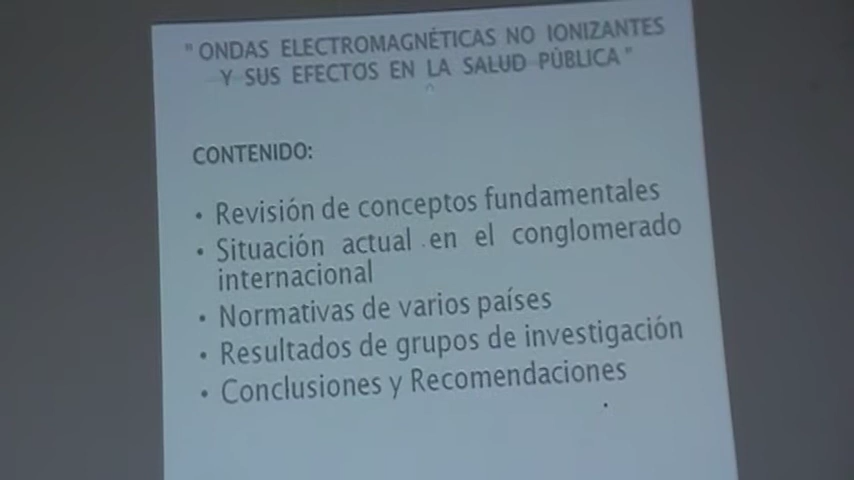 " ONDAS ELECTROMAGNÉTICAS NO IONIZANTES
Y SUS EFECTOS EN LA SALUD PÚBLICA "
CONTENIDO:
• Revisión de conceptos fundamentales
• Situación actual en el conglomerado
internacional
• Normativas de varios países
• Resultados de grupos de investigación
• Conclusiones y Recomendaciones